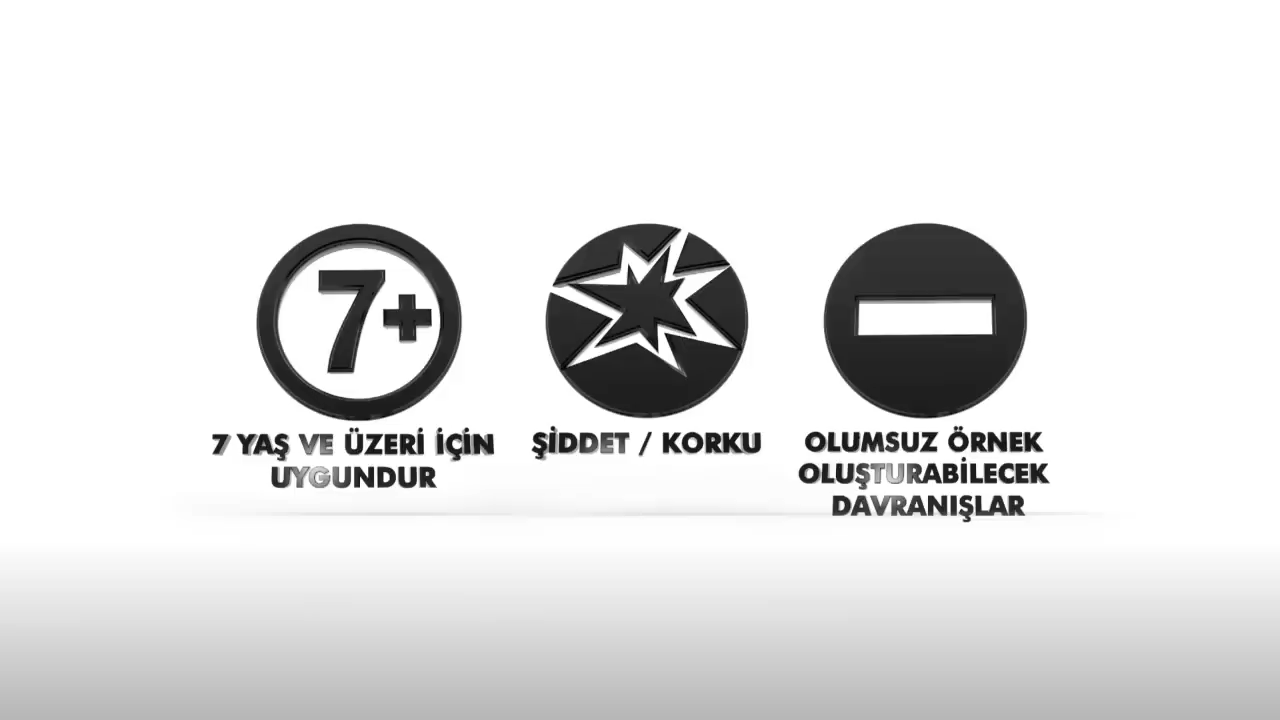 7+
7 YAŞ VE ÜZERİ İÇİN
UYGUNDUR
ŞİDDET / KORKU
OLUMSUZ ÖRNEK
OLUŞTURABİLECEK
DAVRANIŞLAR